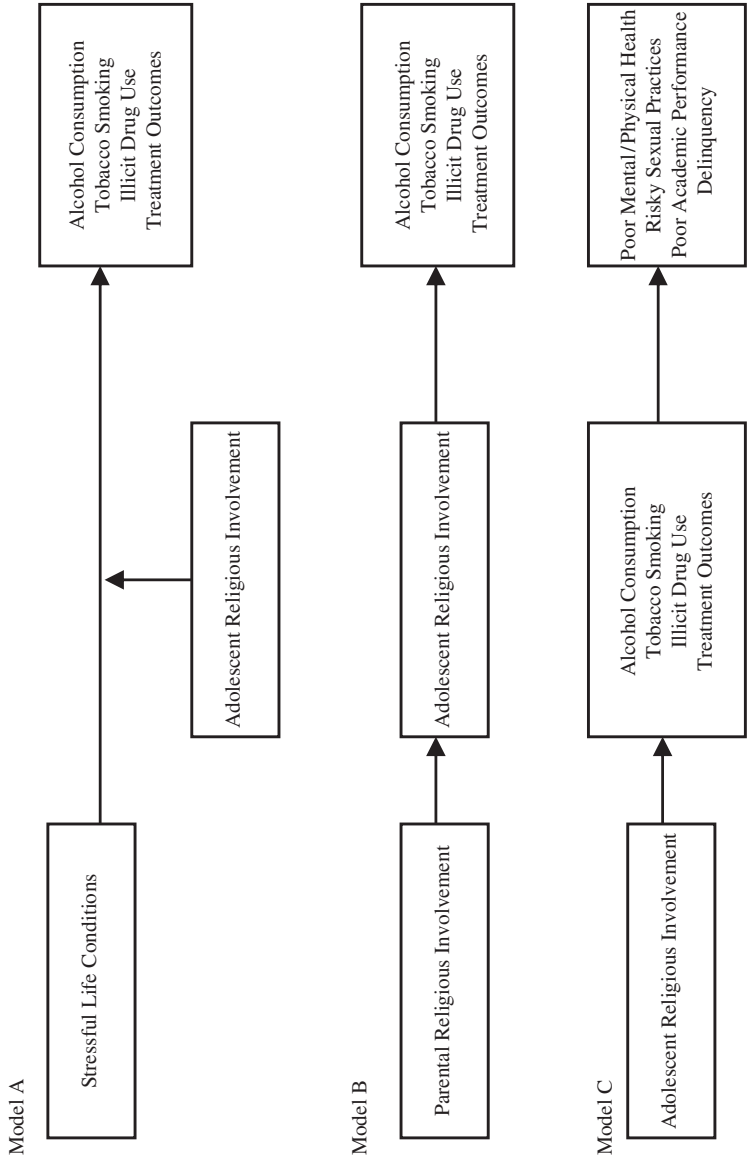 Model A
Stressful Life Conditions
Adolescent Religious Involvement
Alcohol Consumption
Tobacco Smoking
Illicit Drug Use
Treatment Outcomes
Model B
Parental Religious Involvement
Adolescent Religious Involvement
Alcohol Consumption
Tobacco Smoking
Illicit Drug Use
Treatment Outcomes
Model C
Adolescent Religious Involvement
Alcohol Consumption
Tobacco Smoking
Illicit Drug Use
Treatment Outcomes
Poor Mental/Physical Health
Risky Sexual Practices
Poor Academic Performance
Delinquency